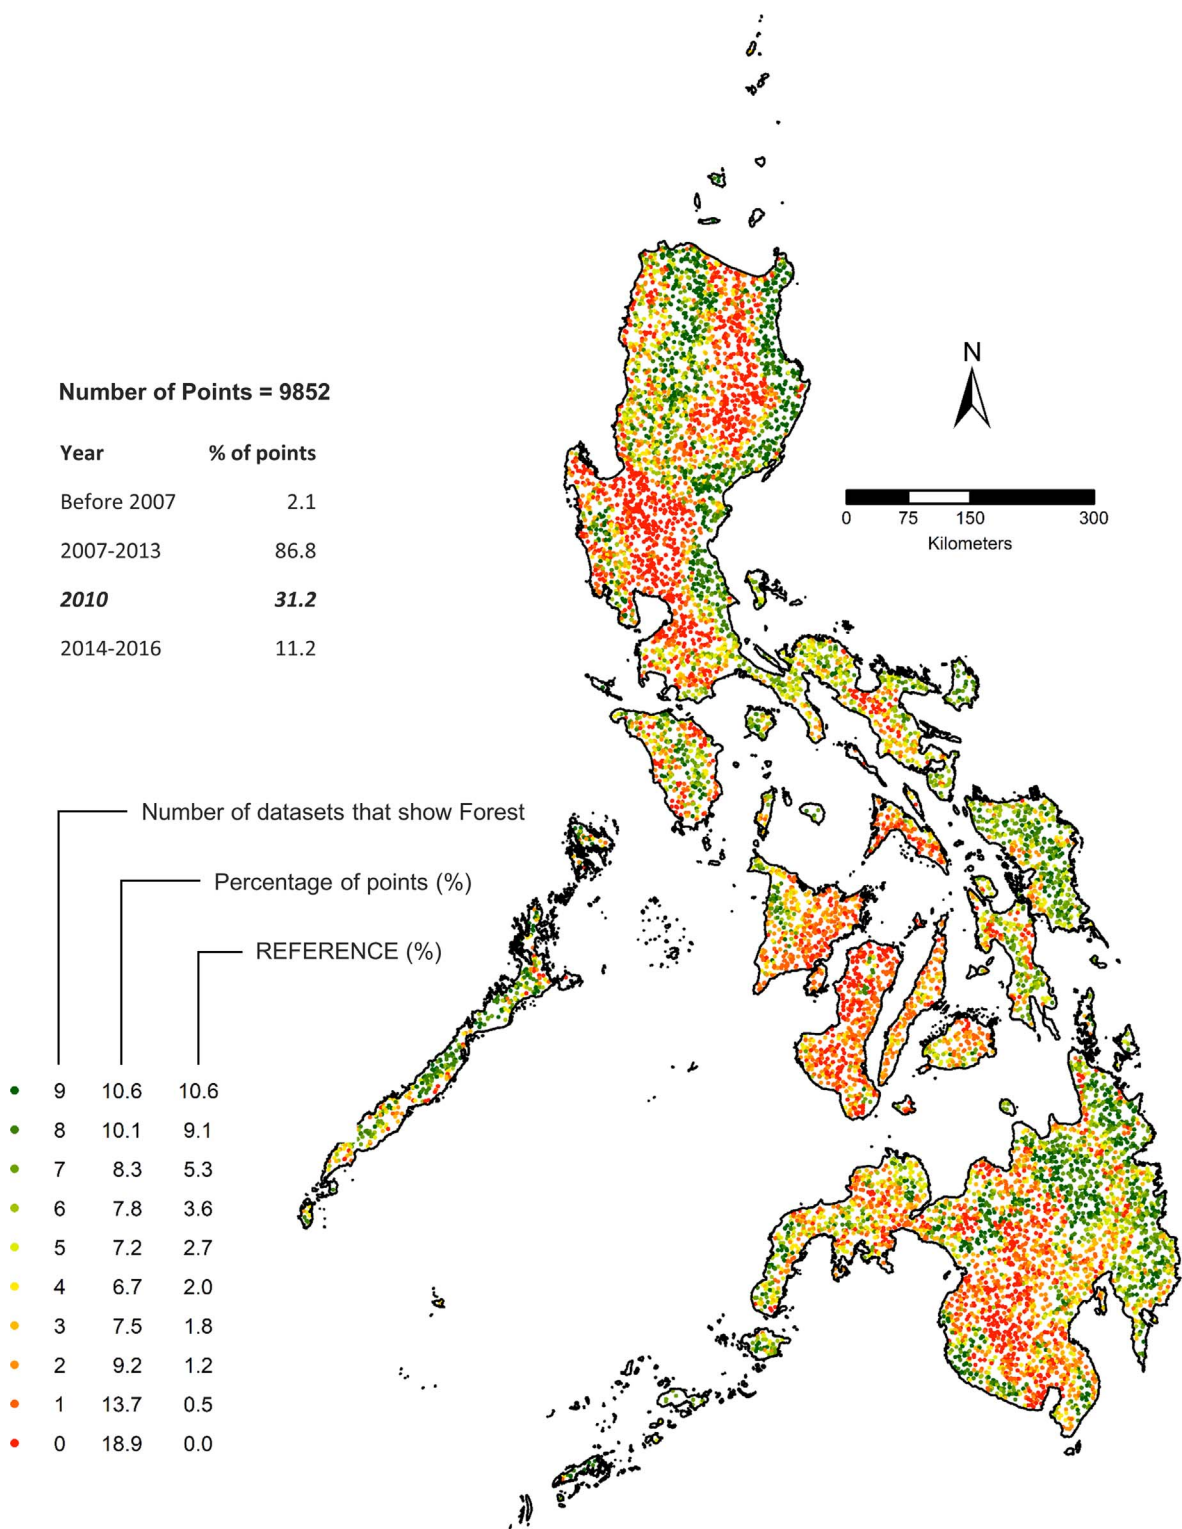 N
0 75 150 300
Kilometers
Number of Points = 9852
Year % of points
Before 2007 2.1
2007-2013 86.8
2010 31.2
2014-2016 11.2
Number of datasets that show Forest
Percentage of points (%)
REFERENCE (%)
9 10.6 10.6
8 10.1 9.1
7 8.3 5.3
6 7.8 3.6
5 7.2 2.7
4 6.7 2.0
3 7.5 1.8
2 9.2 1.2
1 13.7 0.5
0 18.9 0.0